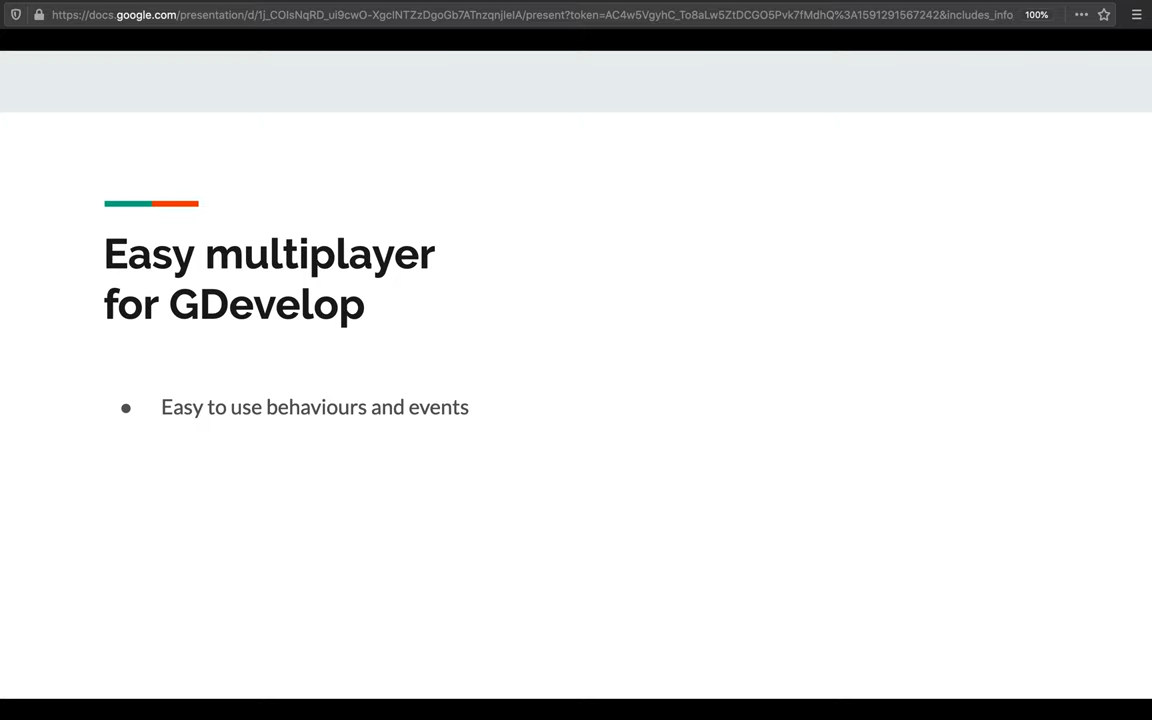 https://docs.google.com/presentation/d/1j_COIsNqRD_ui9cwO-XgcINTZzDgoGb7ATnzqnjIeIA/present?token=AC4w5VgyhC_To8aLw5ZtDCGO5Pvk7fMdhQ%3A1591291567242&includes_info 100%
Easy multiplayer
for GDevelop
● Easy to use behaviours and events